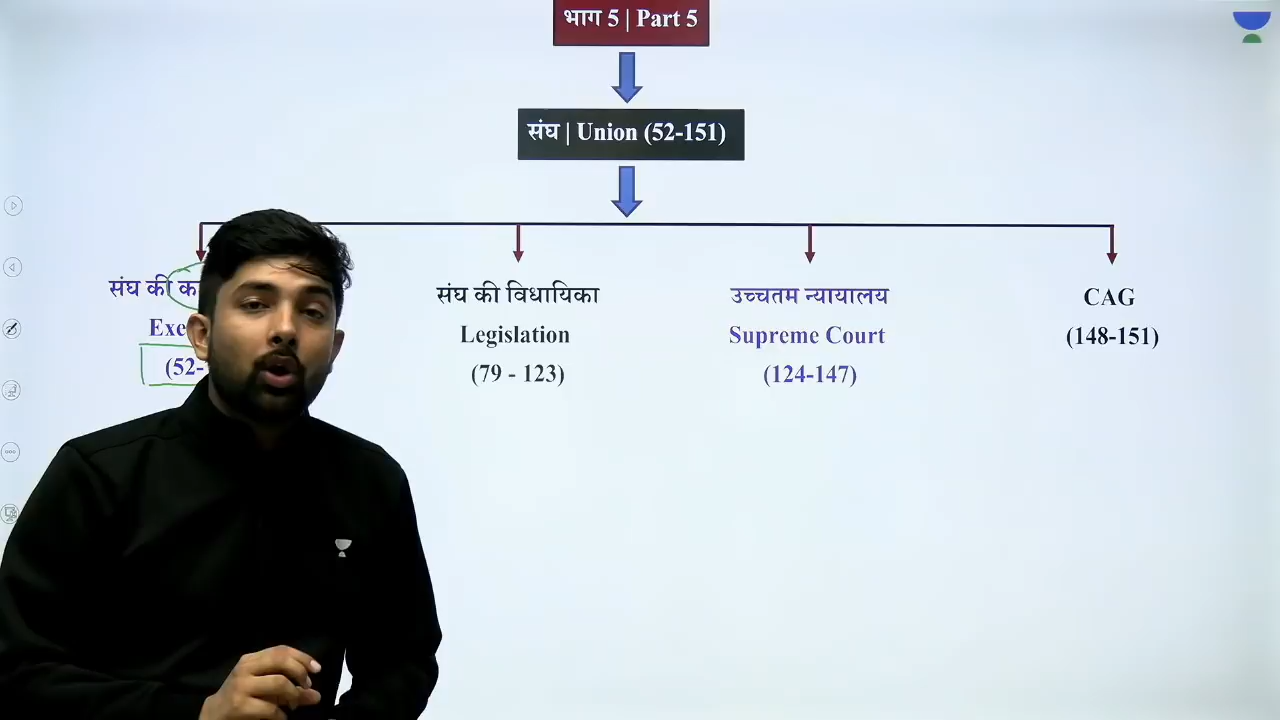 भाग 5 | Part 5
संघ | Union (52-151)
संघ की
(52-
संघ की विधायिका
Legislation
(79 - 123)
उच्चतम न्यायालय
Supreme Court
(124-147)
CAG
(148-151)